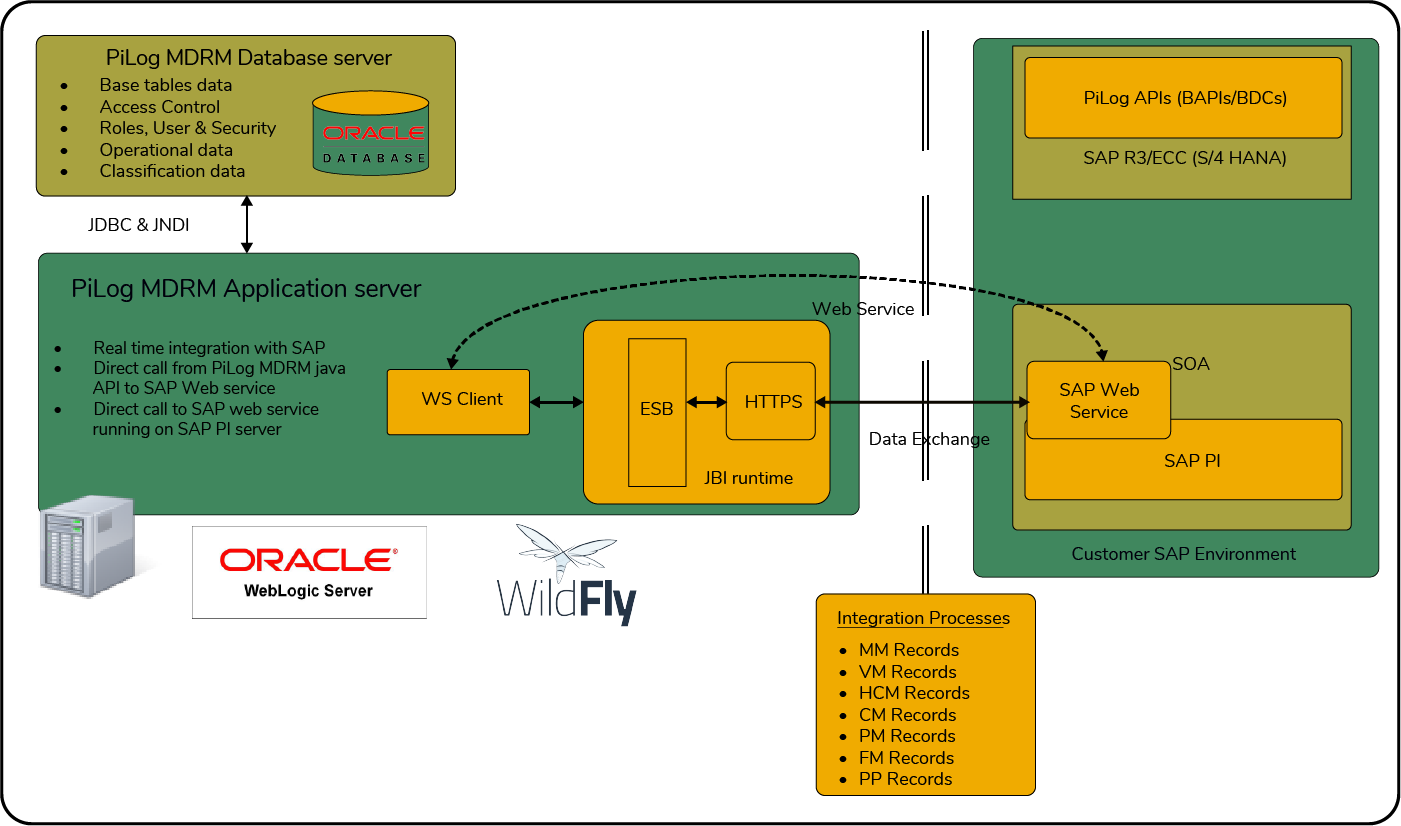 PiLog MDRM Database server
• Base tables data
• Access Control
• Roles, User & Security
• Operational data
• Classification data
ORACLE
DATABASE
JDBC & JNDI
PiLog MDRM Application server
• Real time integration with SAP
• Direct call from PiLog MDRM java
API to SAP Web service
• Direct call to SAP web service
running on SAP PI server
WS Client
ESB
HTTPS
JBI runtime
Web Service
Data Exchange
PiLog APIs (BAPIs/BDCs)
SAP R3/ECC (S/4 HANA)
SOA
SAP Web
Service
SAP PI
Customer SAP Environment
ORACLE®
WebLogic Server
WildFly
Integration Processes
• MM Records
• VM Records
• HCM Records
• CM Records
• PM Records
• FM Records
• PP Records